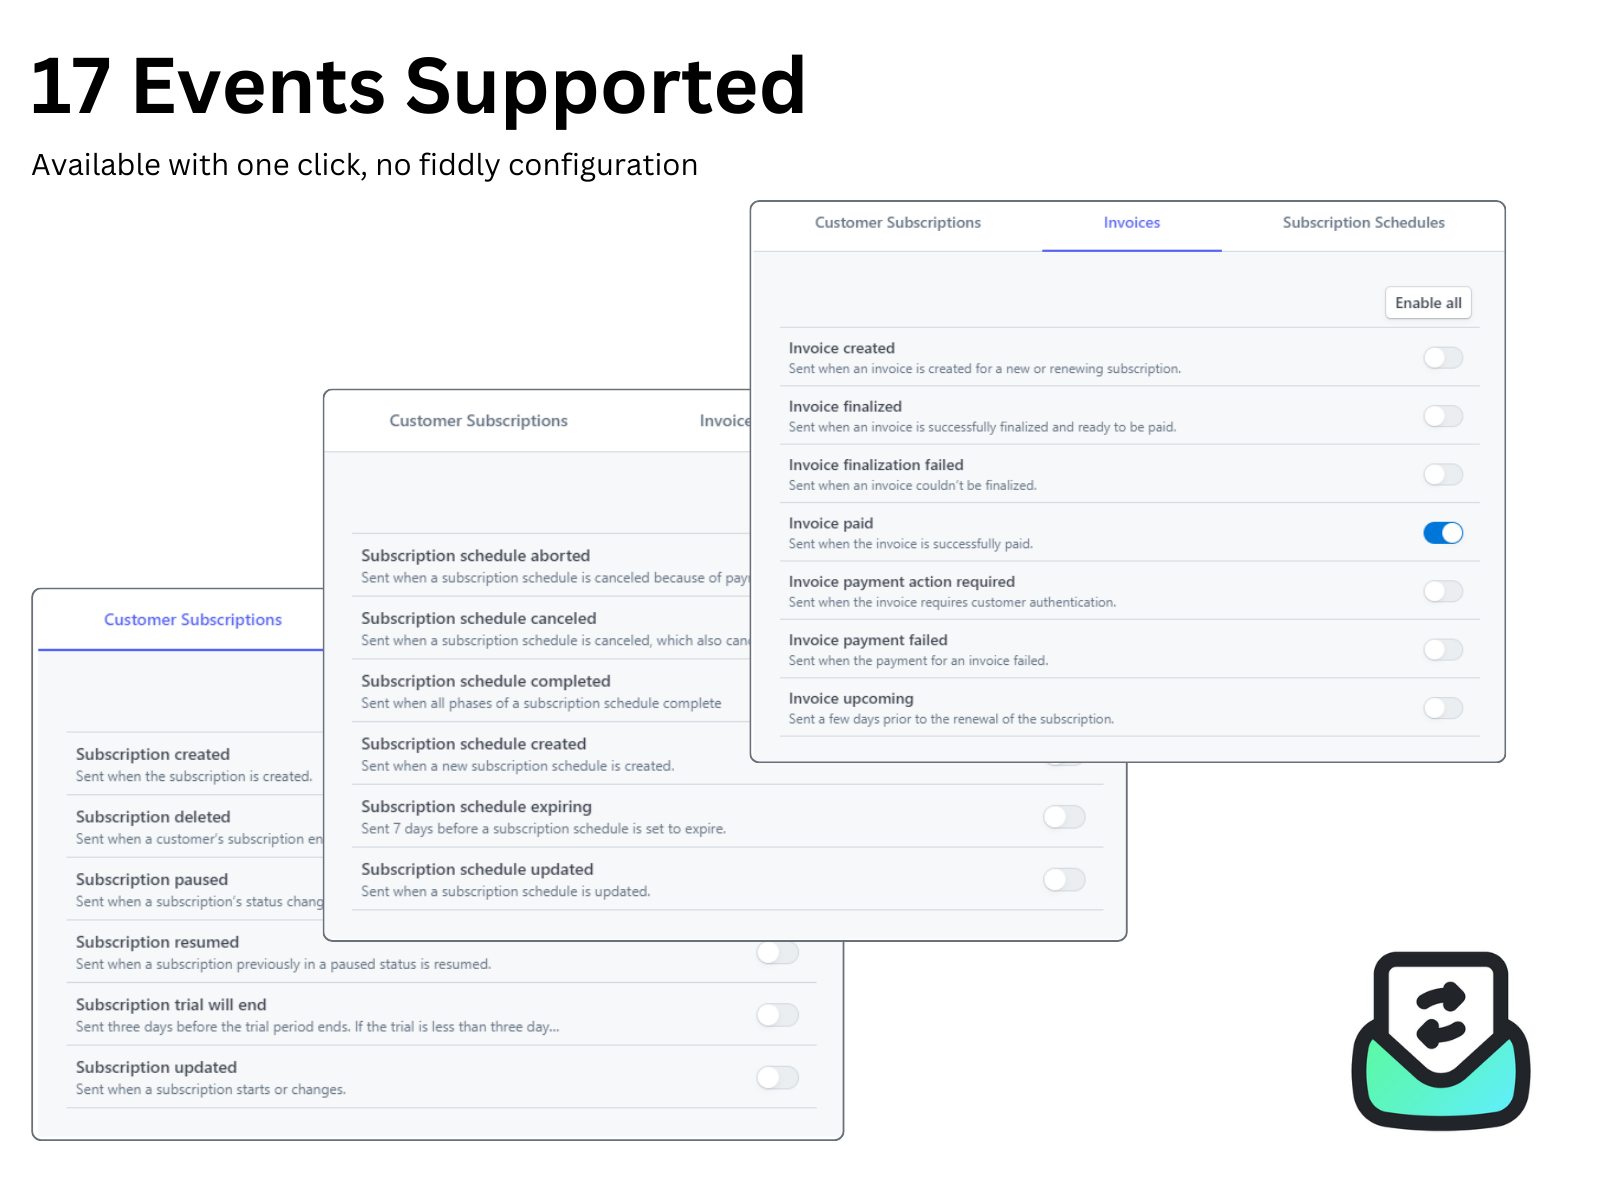 17 Events Supported
Available with one click, no fiddly configuration
Customer Subscriptions
Invoices
Subscription Schedules
Enable all
Invoice created
Sent when an invoice is created for a new or renewing subscription.
Invoice finalized
Sent when an invoice is successfully finalized and ready to be paid.
Invoice finalization failed
Sent when an invoice couldn't be finalized.
Invoice paid
Sent when the invoice is successfully paid.
Invoice payment action required
Sent when the invoice requires customer authentication.
Invoice payment failed
Sent when the payment for an invoice failed.
Invoice upcoming
Sent a few days prior to the renewal of the subscription.
Customer Subscriptions
Invoice
Subscription schedule aborted
Sent when a subscription schedule is canceled because of
Subscription schedule canceled
Sent when a subscription schedule is canceled, which also
Subscription schedule completed
Sent when all phases of a subscription schedule complete
Subscription schedule created
Sent when a new subscription schedule is created.
Subscription schedule expiring
Sent 7 days before a subscription schedule is set to expire.
Subscription schedule updated
Sent when a subscription schedule is updated.
Customer Subscriptions
Subscription created
Sent when the subscription is created.
Subscription deleted
Sent when a customer's subscription
Subscription paused
Sent when a subscription's status
Subscription resumed
Sent when a subscription previously in a paused status is resumed.
Subscription trial will end
Sent three days before the trial period ends. If the trial is less than three day...
Subscription updated
Sent when a subscription starts or changes.